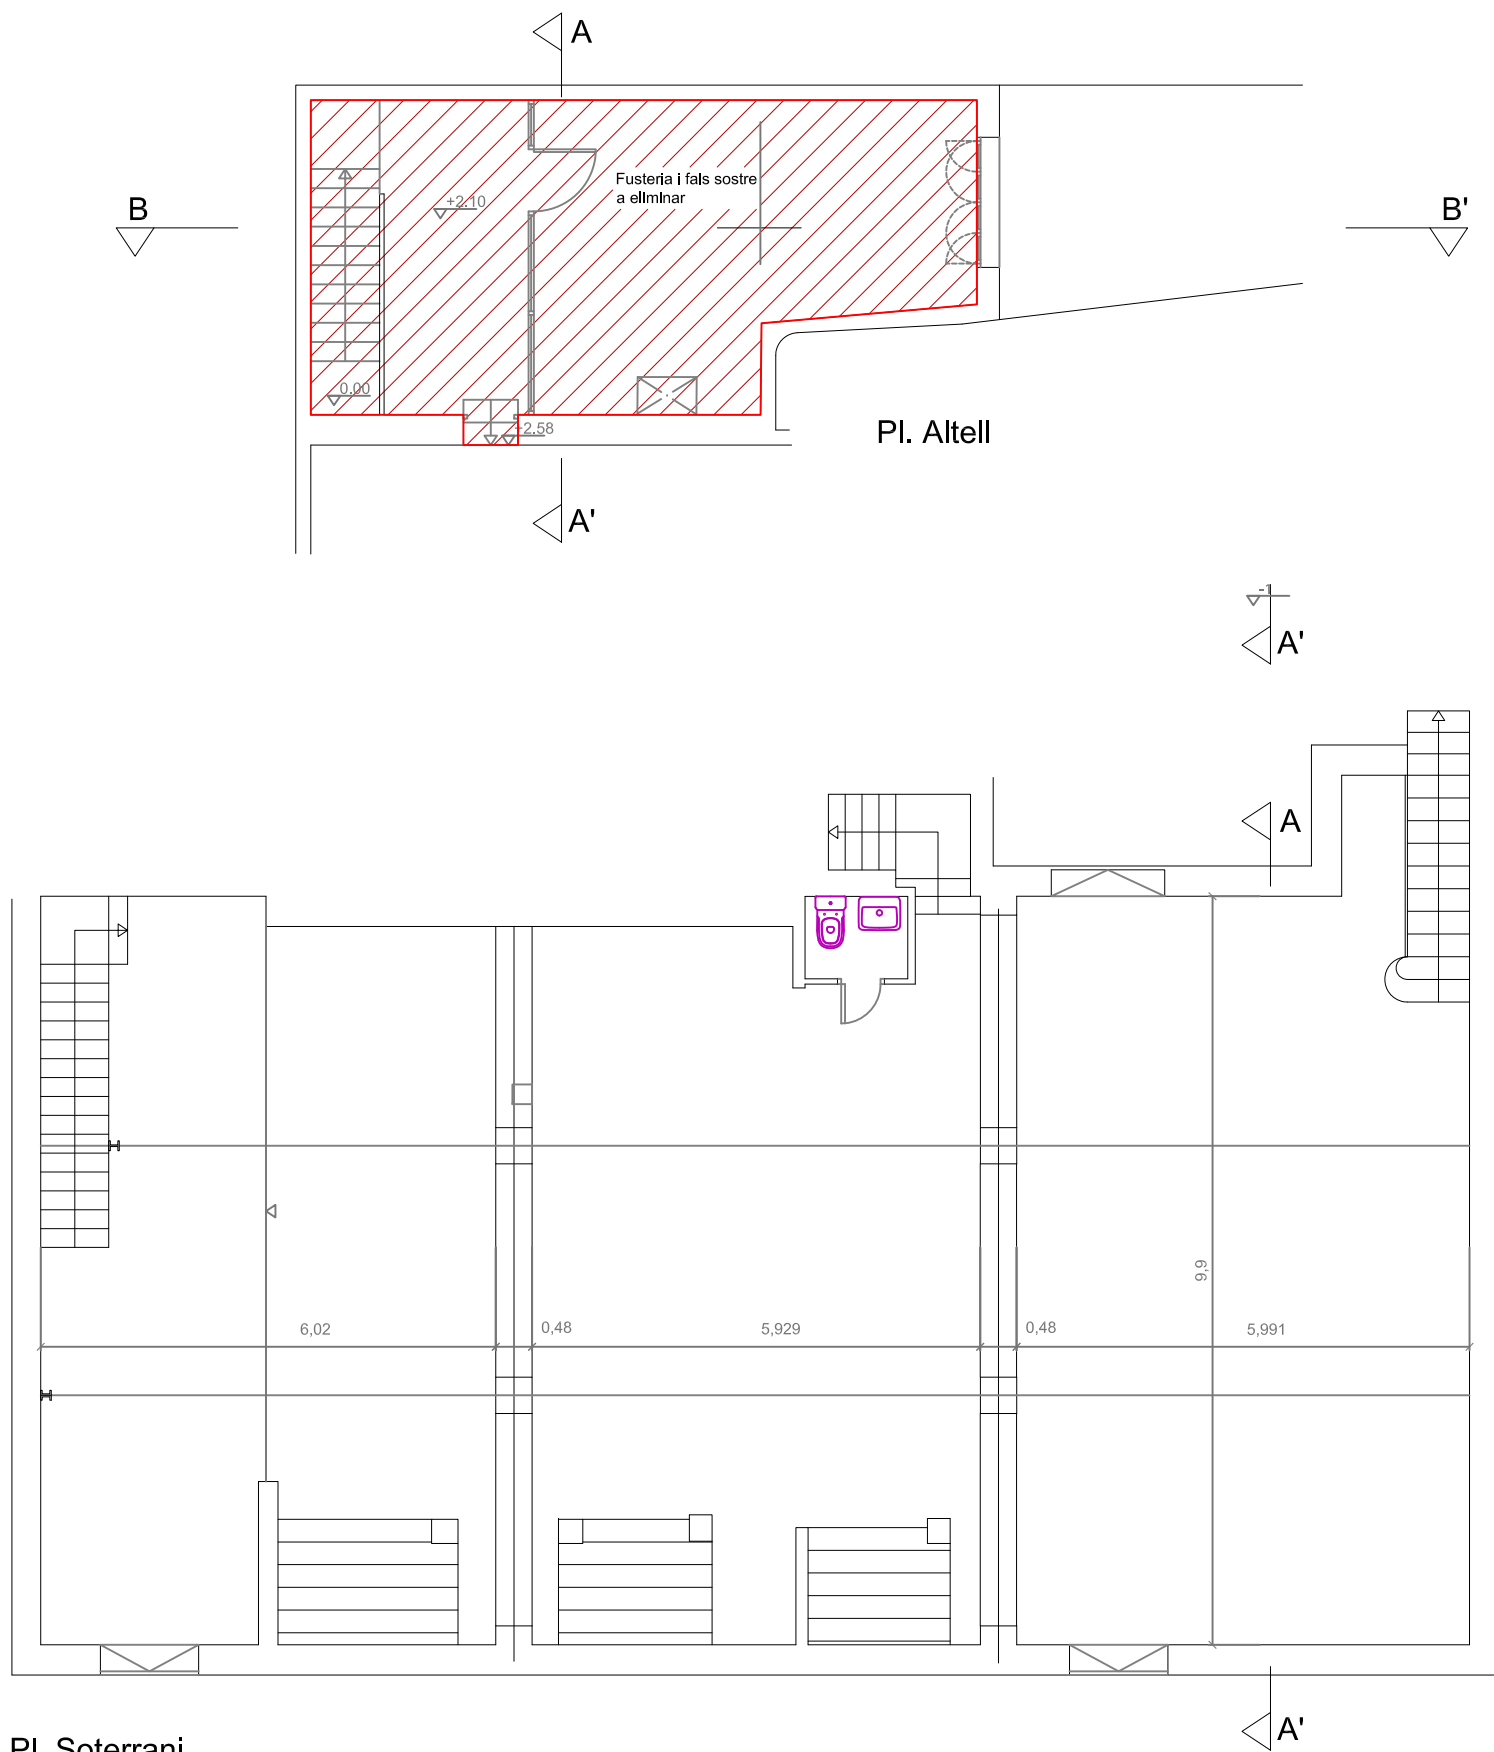 A
B
B'
Fusteria i fals sostre
a eliminar
+2.10
0.00
+2.58
Pl. Altell
A'
-1
A'
A
9,9
6,02
0,48
5,929
0,48
5,991
A'
Pl. Soterrani